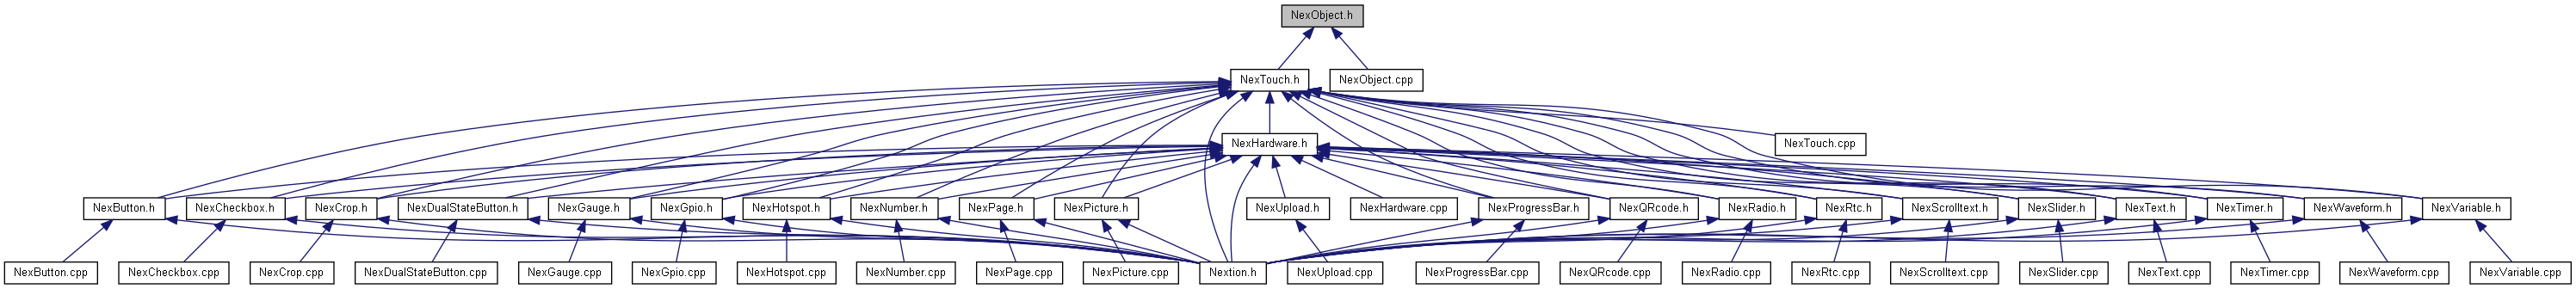 NexObject.h
NexTouch.h
NexObject.cpp
NexHardware.h
NexTouch.cpp
NexButton.h
NexCheckbox.h
NexCrop.h
NexDualStateButton.h
NexGauge.h
NexGpio.h
NexHotspot.h
NexNumber.h
NexPage.h
NexPicture.h
NexUpload.h
NexHardware.cpp
NexProgressBar.h
NexQRcode.h
NexRadio.h
NexRtc.h
NexScrolltext.h
NexSlider.h
NexText.h
NexTimer.h
NexWaveform.h
NexVariable.h
NexButton.cpp
NexCheckbox.cpp
NexCrop.cpp
NexDualStateButton.cpp
NexGauge.cpp
NexGpio.cpp
NexHotspot.cpp
NexNumber.cpp
NexPage.cpp
NexPicture.cpp
Nextion.h
NexUpload.cpp
NexProgressBar.cpp
NexQRcode.cpp
NexRadio.cpp
NexRtc.cpp
NexScrolltext.cpp
NexSlider.cpp
NexText.cpp
NexTimer.cpp
NexWaveform.cpp
NexVariable.cpp